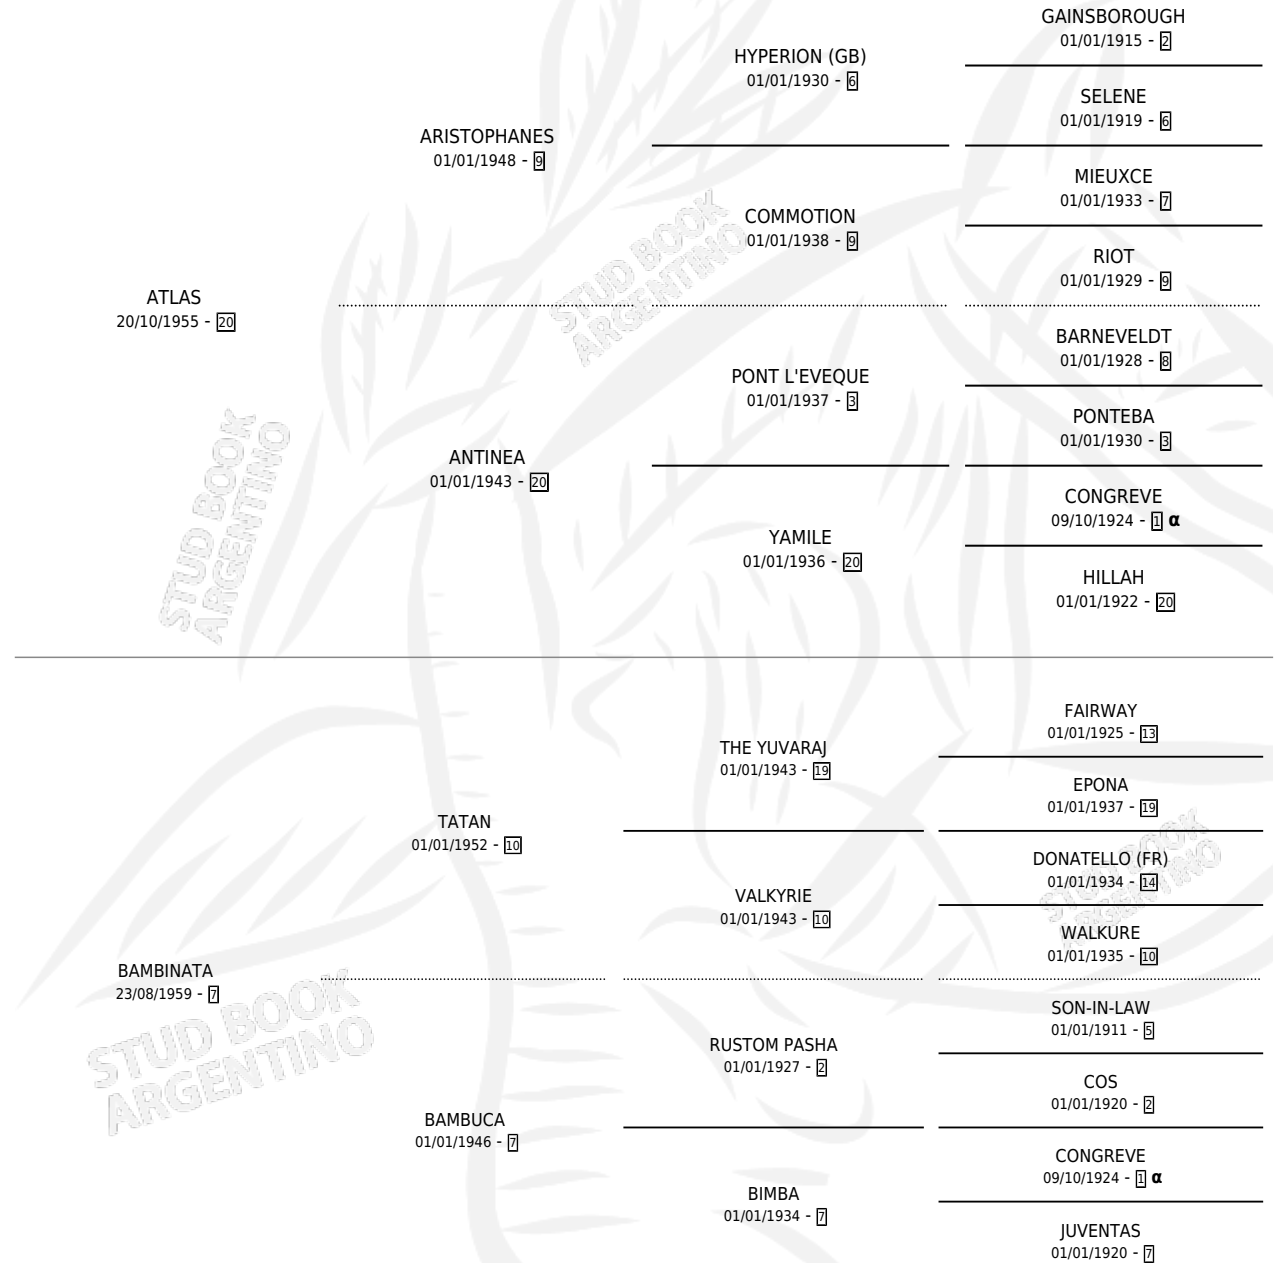 GAINSBOROUGH
01/01/1915 - 2
HYPERION (GB)
01/01/1930 - 6
SELENE
01/01/1919 - 6
ARISTOPHANES
01/01/1948 - 9
MIEUXCE
01/01/1933 - 7
COMMOTION
01/01/1938 - 9
RIOT
01/01/1929 - 9
STUD BOOK
ARGENTINO
ATLAS
20/10/1955 - 20
BARNEVELDT
01/01/1928 - 8
PONT L'EVEQUE
01/01/1937 - 3
PONTEBA
01/01/1930 - 3
ANTINEA
01/01/1943 - 20
CONGREVE
09/10/1924 - 1 α
YAMILE
01/01/1936 - 20
HILLAH
01/01/1922 - 20
STUD BOOK
ARGENTINO
FAIRWAY
01/01/1925 - 13
THE YUVARAJ
01/01/1943 - 19
EPONA
01/01/1937 - 19
TATAN
01/01/1952 - 10
DONATELLO (FR)
01/01/1934 - 14
VALKYRIE
01/01/1943 - 10
WALKURE
01/01/1935 - 10
STUD BOOK
ARGENTINO
BAMBINATA
23/08/1959 - 7
STUD BOOK
ARGENTINO
SON-IN-LAW
01/01/1911 - 5
RUSTOM PASHA
01/01/1927 - 2
COS
01/01/1920 - 2
BAMBUCA
01/01/1946 - 7
CONGREVE
09/10/1924 - 1 α
BIMBA
01/01/1934 - 7
JUVENTAS
01/01/1920 - 7